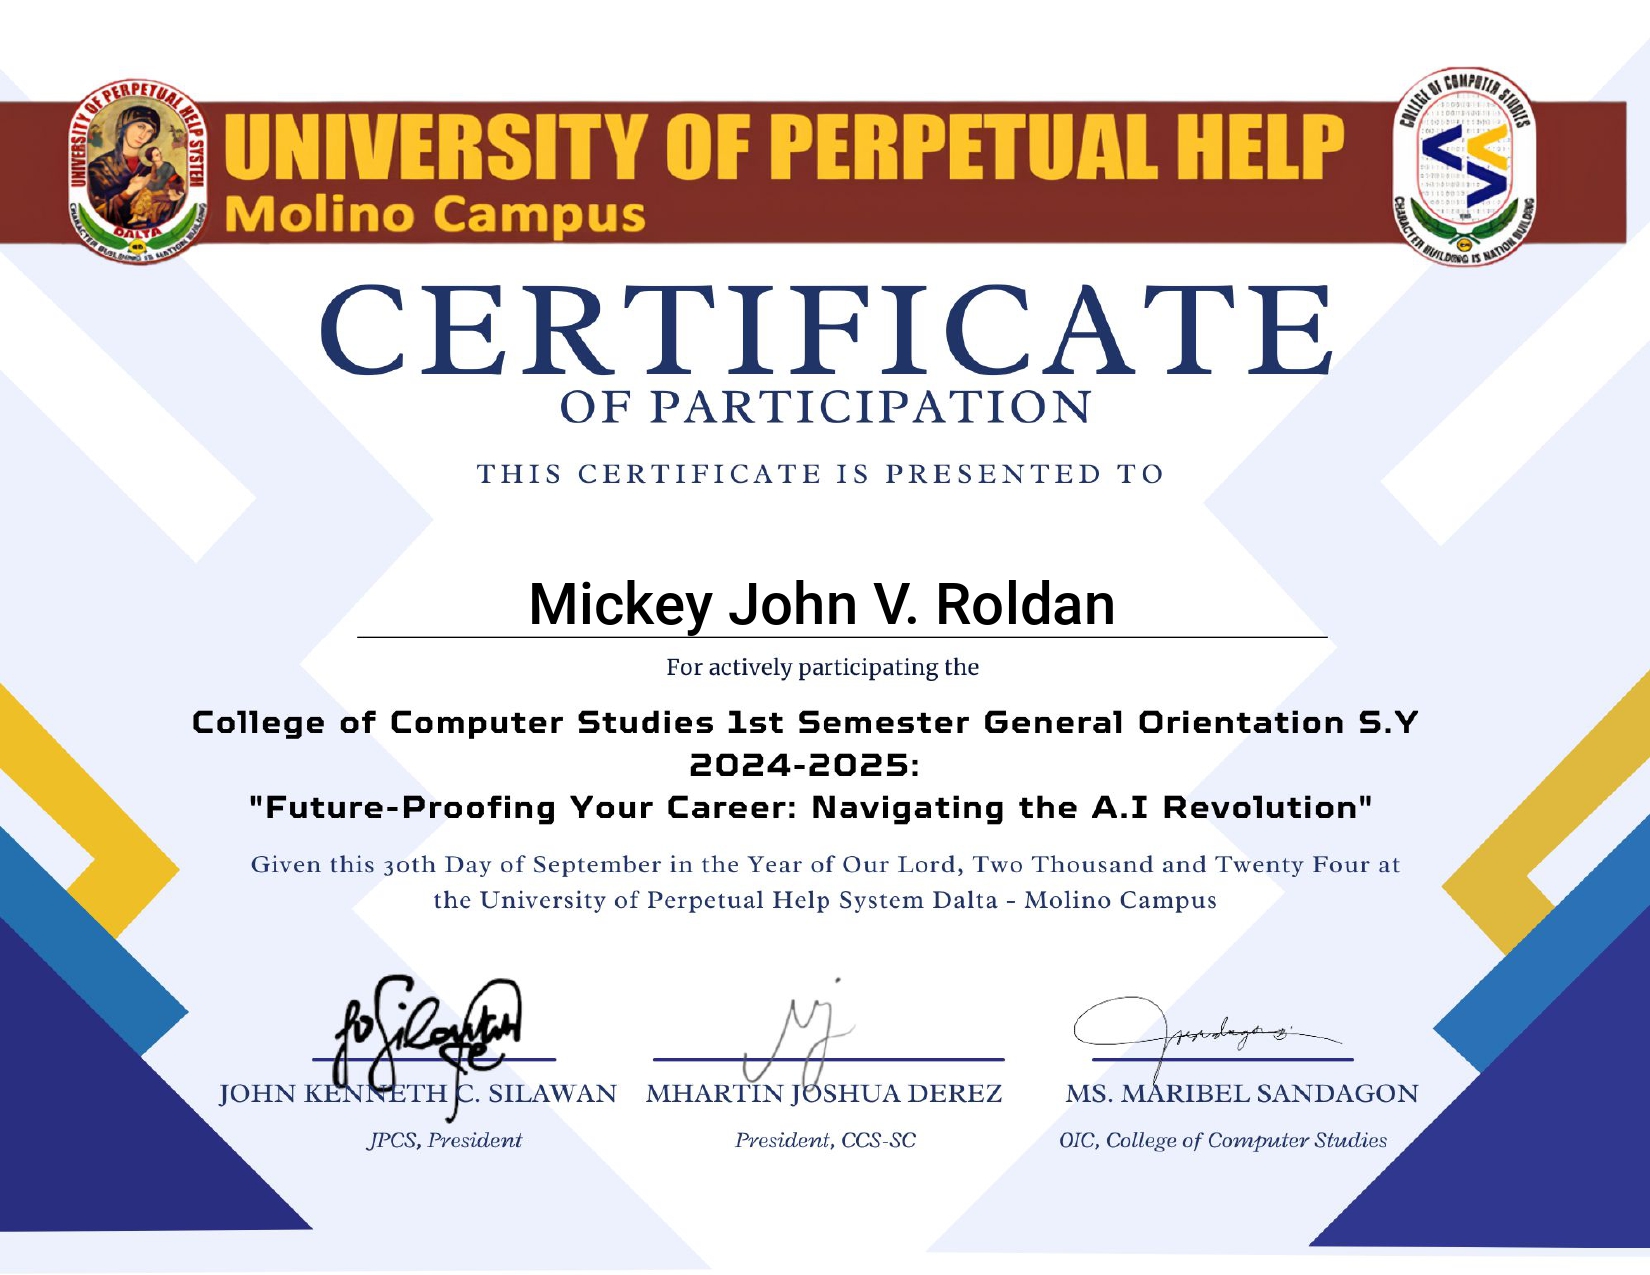 UNIVERSITY OF PERPETUAL HELP SYSTEM
DALTA
CHARACTER BUILDING IS NATION BUILDING
UNIVERSITY OF PERPETUAL HELP
Molino Campus
COLLEGE OF COMPUTER STUDIES
CHARACTER BUILDING IS NATION BUILDING
CERTIFICATE
OF PARTICIPATION
THIS CERTIFICATE IS PRESENTED TO
Mickey John V. Roldan
For actively participating the
College of Computer Studies 1st Semester General Orientation S.Y
2024-2025:
"Future-Proofing Your Career: Navigating the A.I Revolution"
Given this 30th Day of September in the Year of Our Lord, Two Thousand and Twenty Four at
the University of Perpetual Help System Dalta - Molino Campus
JOHN KENNETH C. SILAWAN
JPCS, President
MHARTIN JOSHUA DEREZ
President, CCS-SC
MS. MARIBEL SANDAGON
OIC, College of Computer Studies